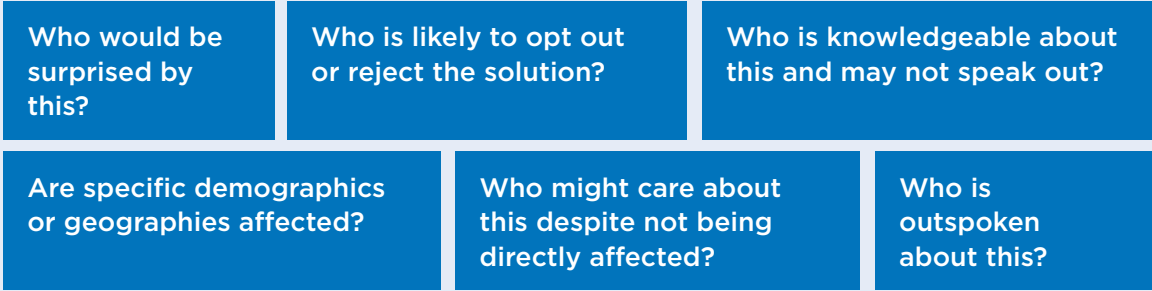 Who would be
surprised by
this?
Who is likely to opt out
or reject the solution?
Who is knowledgeable about
this and may not speak out?
Are specific demographics
or geographies affected?
Who might care about
this despite not being
directly affected?
Who is
outspoken
about this?